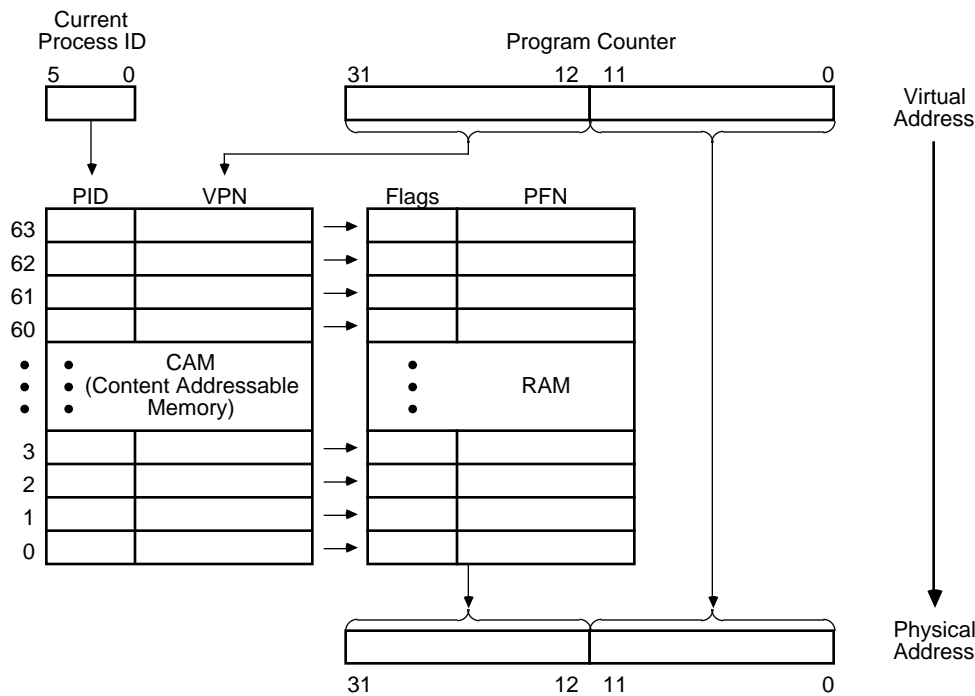 Current
Process ID
Program Counter
5 0
31 12 11 0
Virtual
Address
PID VPN Flags PFN
63
62
61
60
CAM
(Content Addressable
Memory)
RAM
3
2
1
0
Physical
Address
31 12 11 0